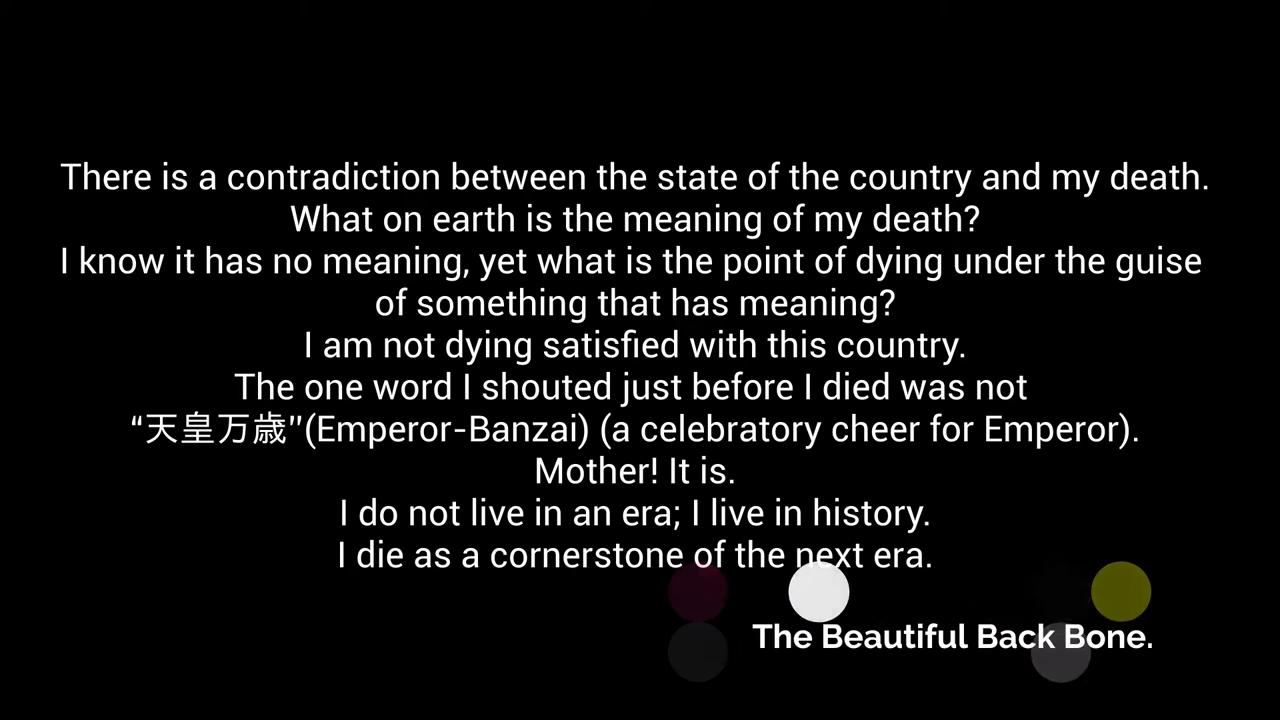 There is a contradiction between the state of the country and my death.
What on earth is the meaning of my death?
I know it has no meaning, yet what is the point of dying under the guise
of something that has meaning?
I am not dying satisfied with this country.
The one word I shouted just before I died was not
“天皇万歳”(Emperor-Banzai) (a celebratory cheer for Emperor).
Mother! It is.
I do not live in an era; I live in history.
I die as a cornerstone of the next era.
The Beautiful Back Bone.